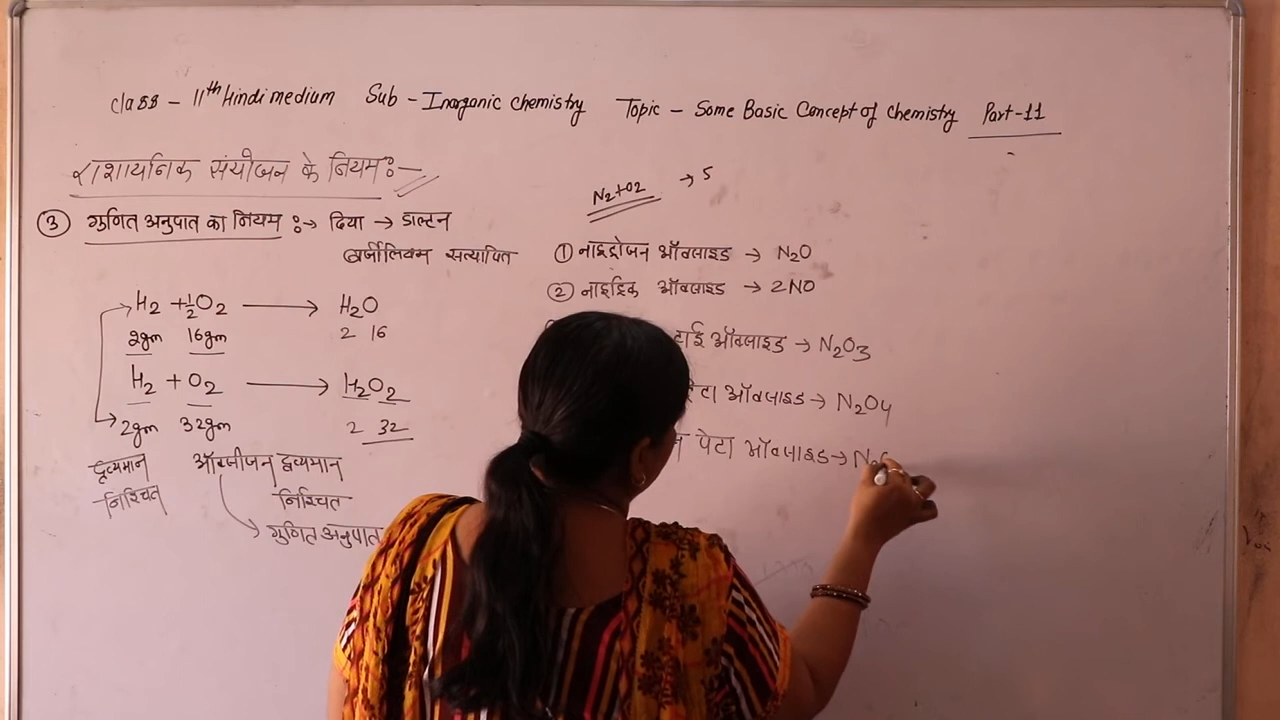 Class - 11th Hindi medium Sub - Inorganic Chemistry Topic - Some Basic Concept of Chemistry Part-11
राशायनिक संयोजन के नियम :-
③ गुणित अनुपात का नियम :→ दिया → डाल्टन
बर्जीलियम सत्यापित
H₂ + ½O₂ ⟶ H₂O
2gm 16gm 2 16
H₂ + O₂ ⟶ H₂O₂
2gm 32gm 2 32
द्रव्यमान ऑक्जीजन द्रव्यमान
निश्चित निश्चित
गुणित अनुपात
N₂+O₂ → 5
① नाइट्रोजन ऑक्साइड → N₂O
② नाइट्रिक ऑक्साइड → 2NO
ट्राई ऑक्साइड → N₂O₃
टेट्रा ऑक्साइड → N₂O₄
न पेंटा ऑक्साइड → N₂